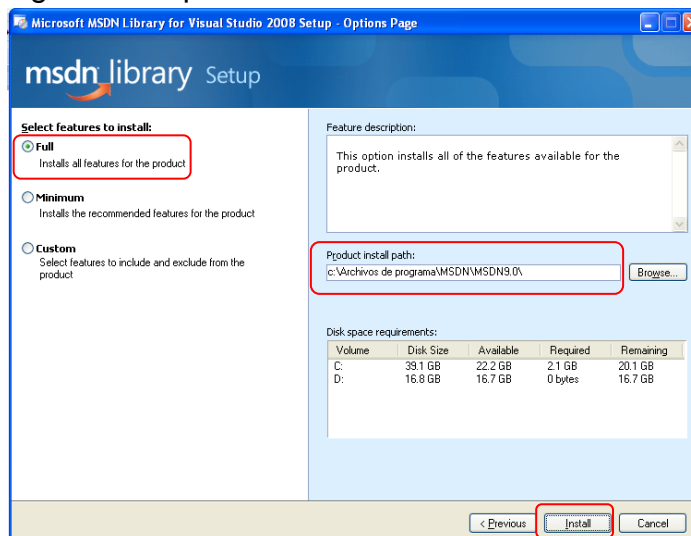 Microsoft MSDN Library for Visual Studio 2008 Setup - Options Page
msdn library Setup
Select features to install:
Full
Installs all features for the product
Minimum
Installs the recommended features for the product
Custom
Select features to include and exclude from the
product
Feature description:
This option installs all of the features available for the
product.
Product install path:
c:\Archivos de programa\MSDN\MSDN9.0\
Browse...
Disk space requirements:
Volume Disk Size Available Required Remaining
C: 39.1 GB 22.2 GB 2.1 GB 20.1 GB
D: 16.8 GB 16.7 GB 0 bytes 16.7 GB
< Previous Install Cancel